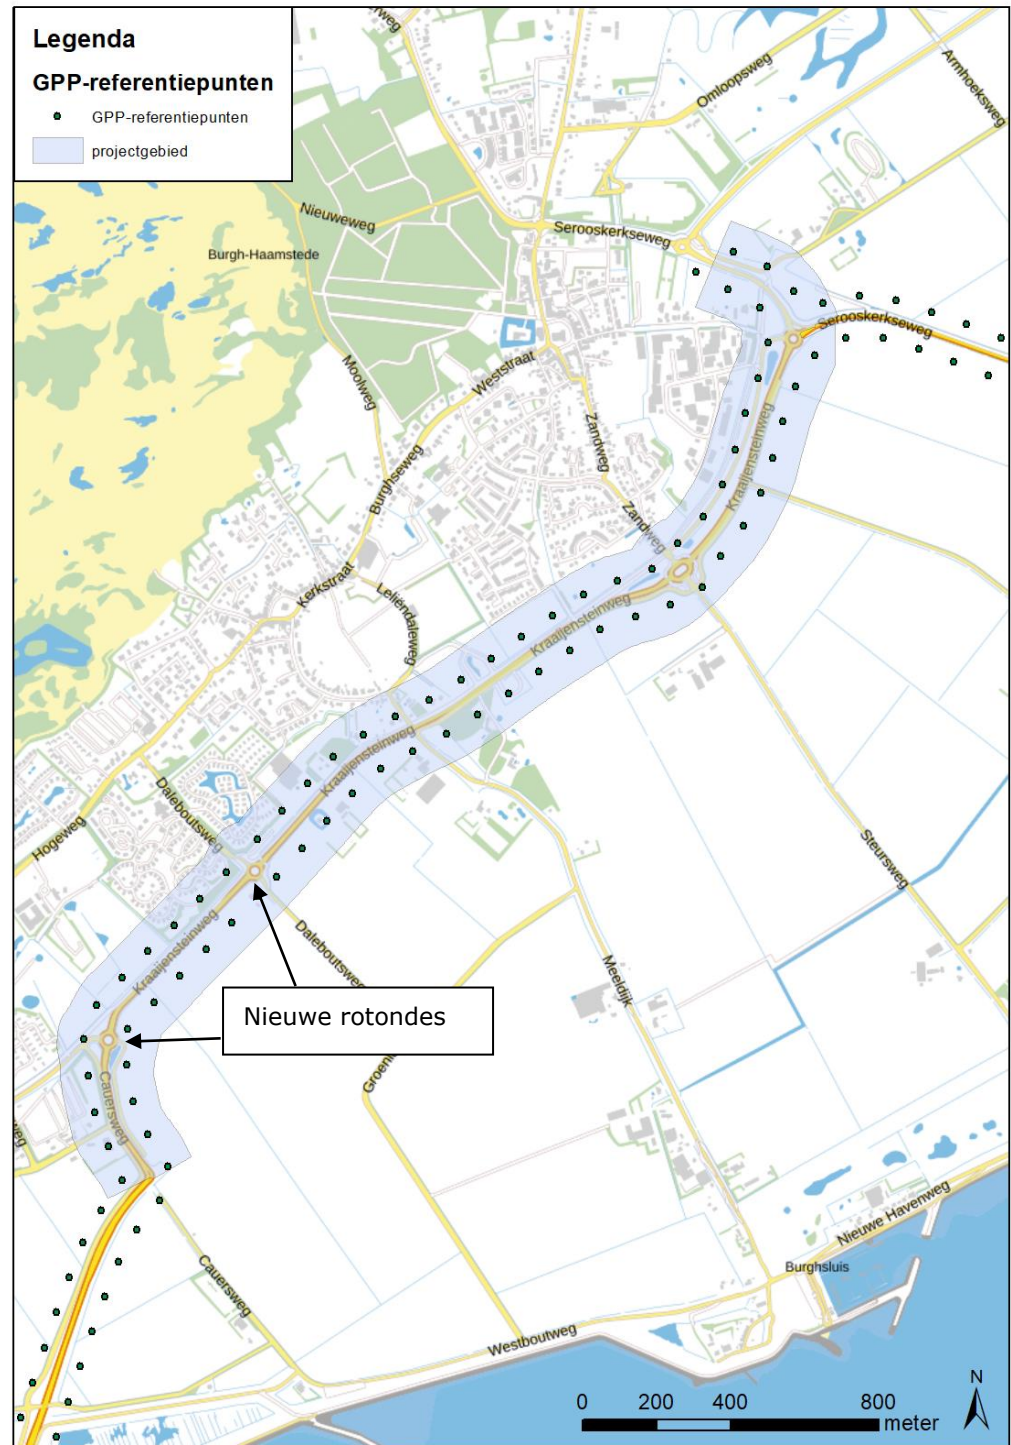 Legenda
GPP-referentiepunten
GPP-referentiepunten
projectgebied
Omloopsweg
Armhoeksweg
Nieuweweg
Serooskerkseweg
Burgh-Haamstede
Serooskerkseweg
Moolweg
Weststraat
Zandweg
Kraaijensteinweg
Burghseweg
Zandweg
Kerkstraat
Leliëndaleweg
Kraaijensteinweg
Kraaijensteinweg
Daleboutsweg
Hogeweg
Steursweg
Kraaijensteinweg
Daleboutsweg
Meeldijk
Nieuwe rotondes
Cauersweg
Nieuwe Havenweg
Cauersweg
Burghsluis
Westboutweg
N
0 200 400 800
meter